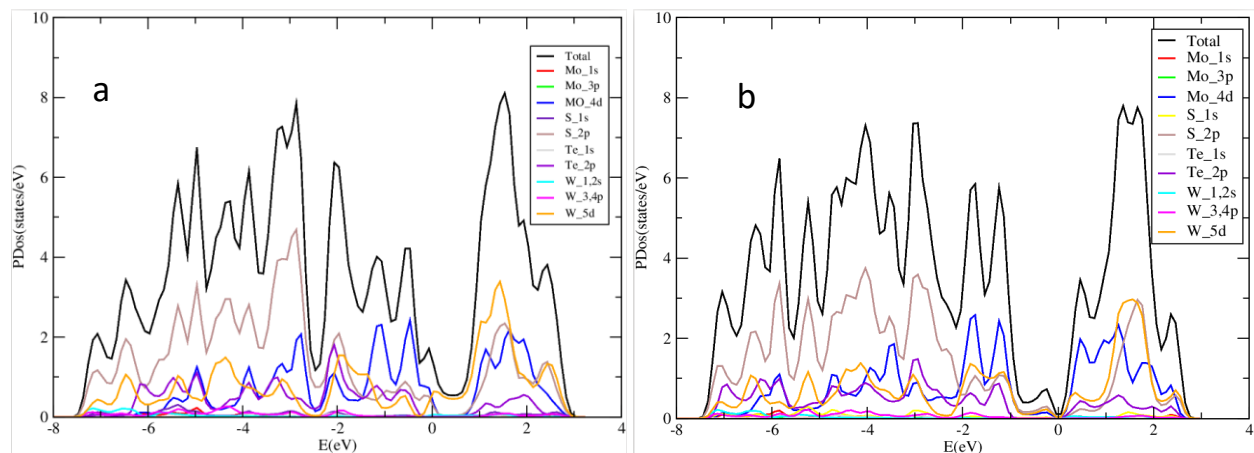 10
8
6
4
2
0
PDos(states/eV)
-8
-6
-4
-2
0
2
4
E(eV)
a
Total
Mo_1s
Mo_3p
MO_4d
S_1s
S_2p
Te_1s
Te_2p
W_1,2s
W_3,4p
W_5d
10
8
6
4
2
0
PDos(states/eV)
-8
-6
-4
-2
0
2
4
E(eV)
b
Total
Mo_1s
Mo_3p
Mo_4d
S_1s
S_2p
Te_1s
Te_2p
W_1,2s
W_3,4p
W_5d